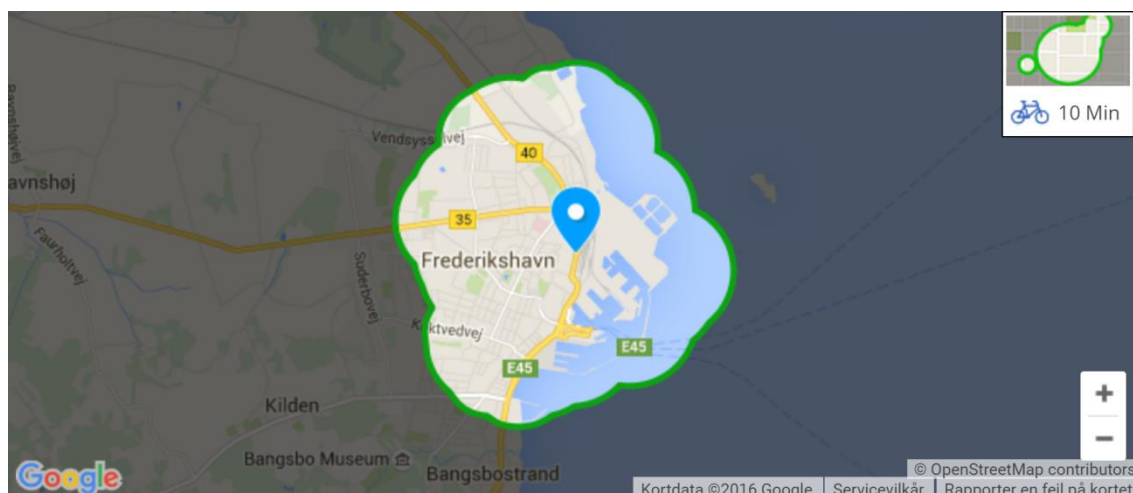 10 Min
Vendsysselvej
40
avnshøj
35
Faurholtvej
Suderbovej
Frederikshavn
E45
E45
Kilden
Bangsbo Museum
Bangsbostrand
+
−
Google
© OpenStreetMap contributors
Kortdata ©2016 Google
Servicevilkår
Rapporter en fejl på kortet